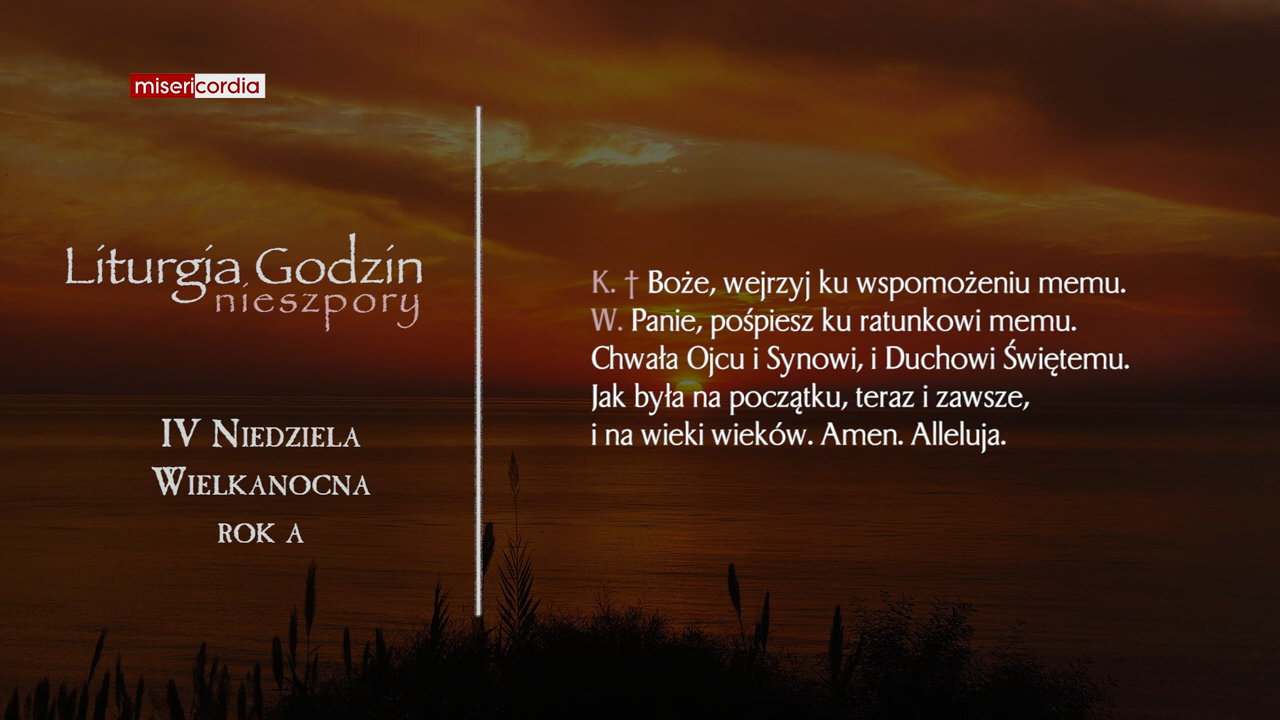 misericordia
Liturgia Godzin
nieszpory
IV Niedziela
Wielkanocna
rok a
K. † Boże, wejrzyj ku wspomożeniu memu.
W. Panie, pośpiesz ku ratunkowi memu.
Chwała Ojcu i Synowi, i Duchowi Świętemu.
Jak była na początku, teraz i zawsze,
i na wieki wieków. Amen. Alleluja.